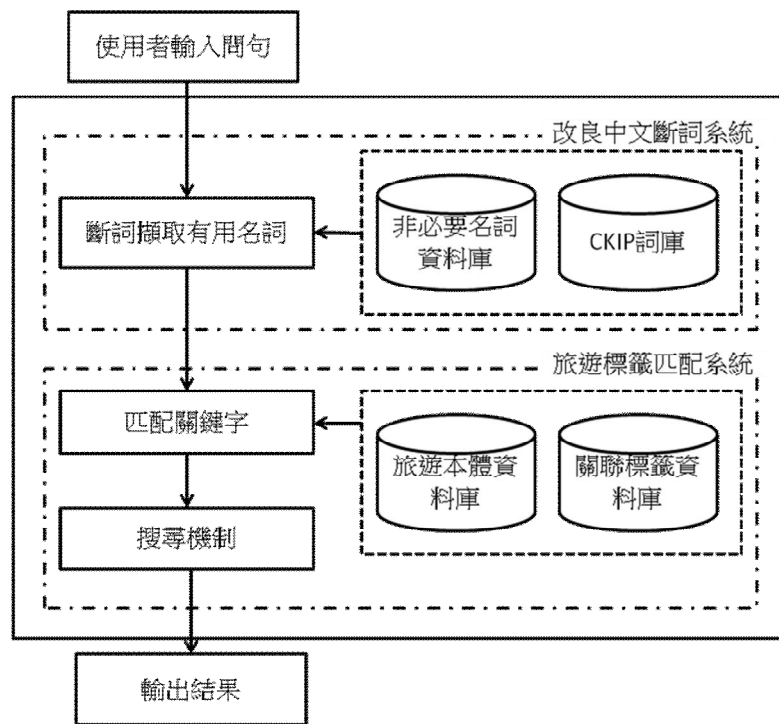 使用者輸入問句
改良中文斷詞系統
斷詞擷取有用名詞
非必要名詞
資料庫
CKIP詞庫
旅遊標籤匹配系統
匹配關鍵字
旅遊本體資
料庫
關聯標籤資
料庫
搜尋機制
輸出結果